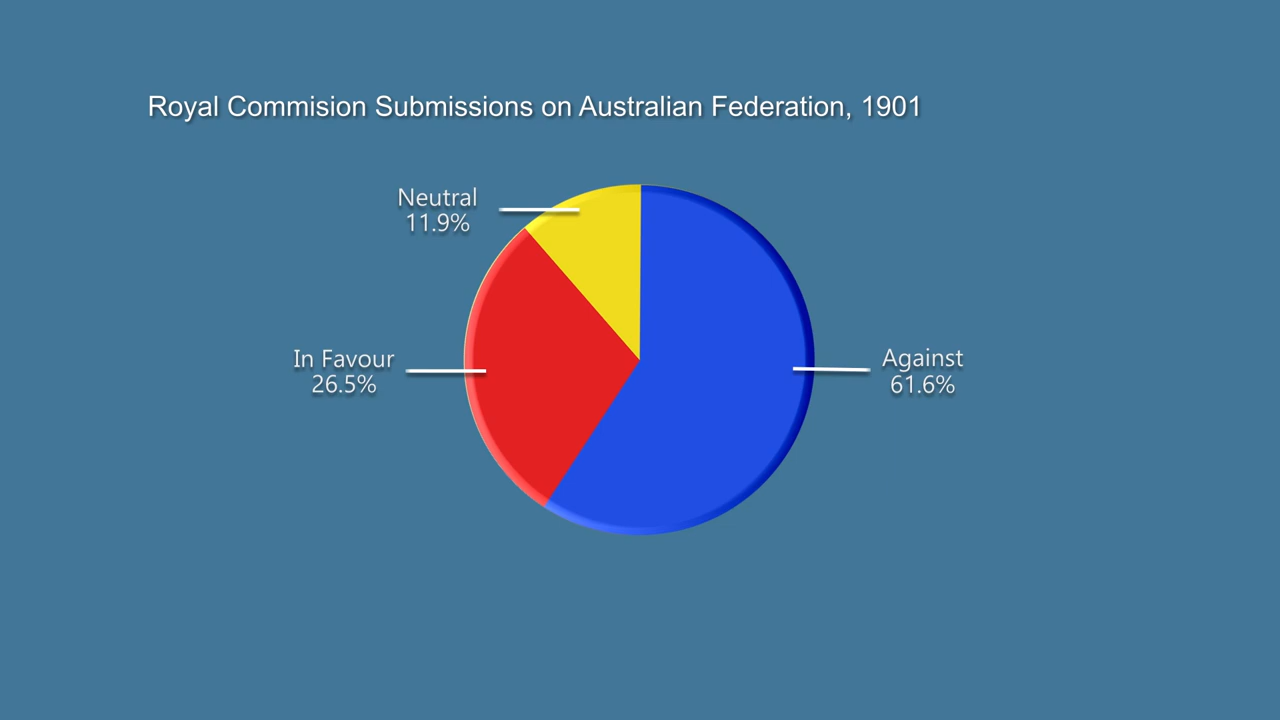 Royal Commision Submissions on Australian Federation, 1901
Neutral
11.9%
In Favour
26.5%
Against
61.6%